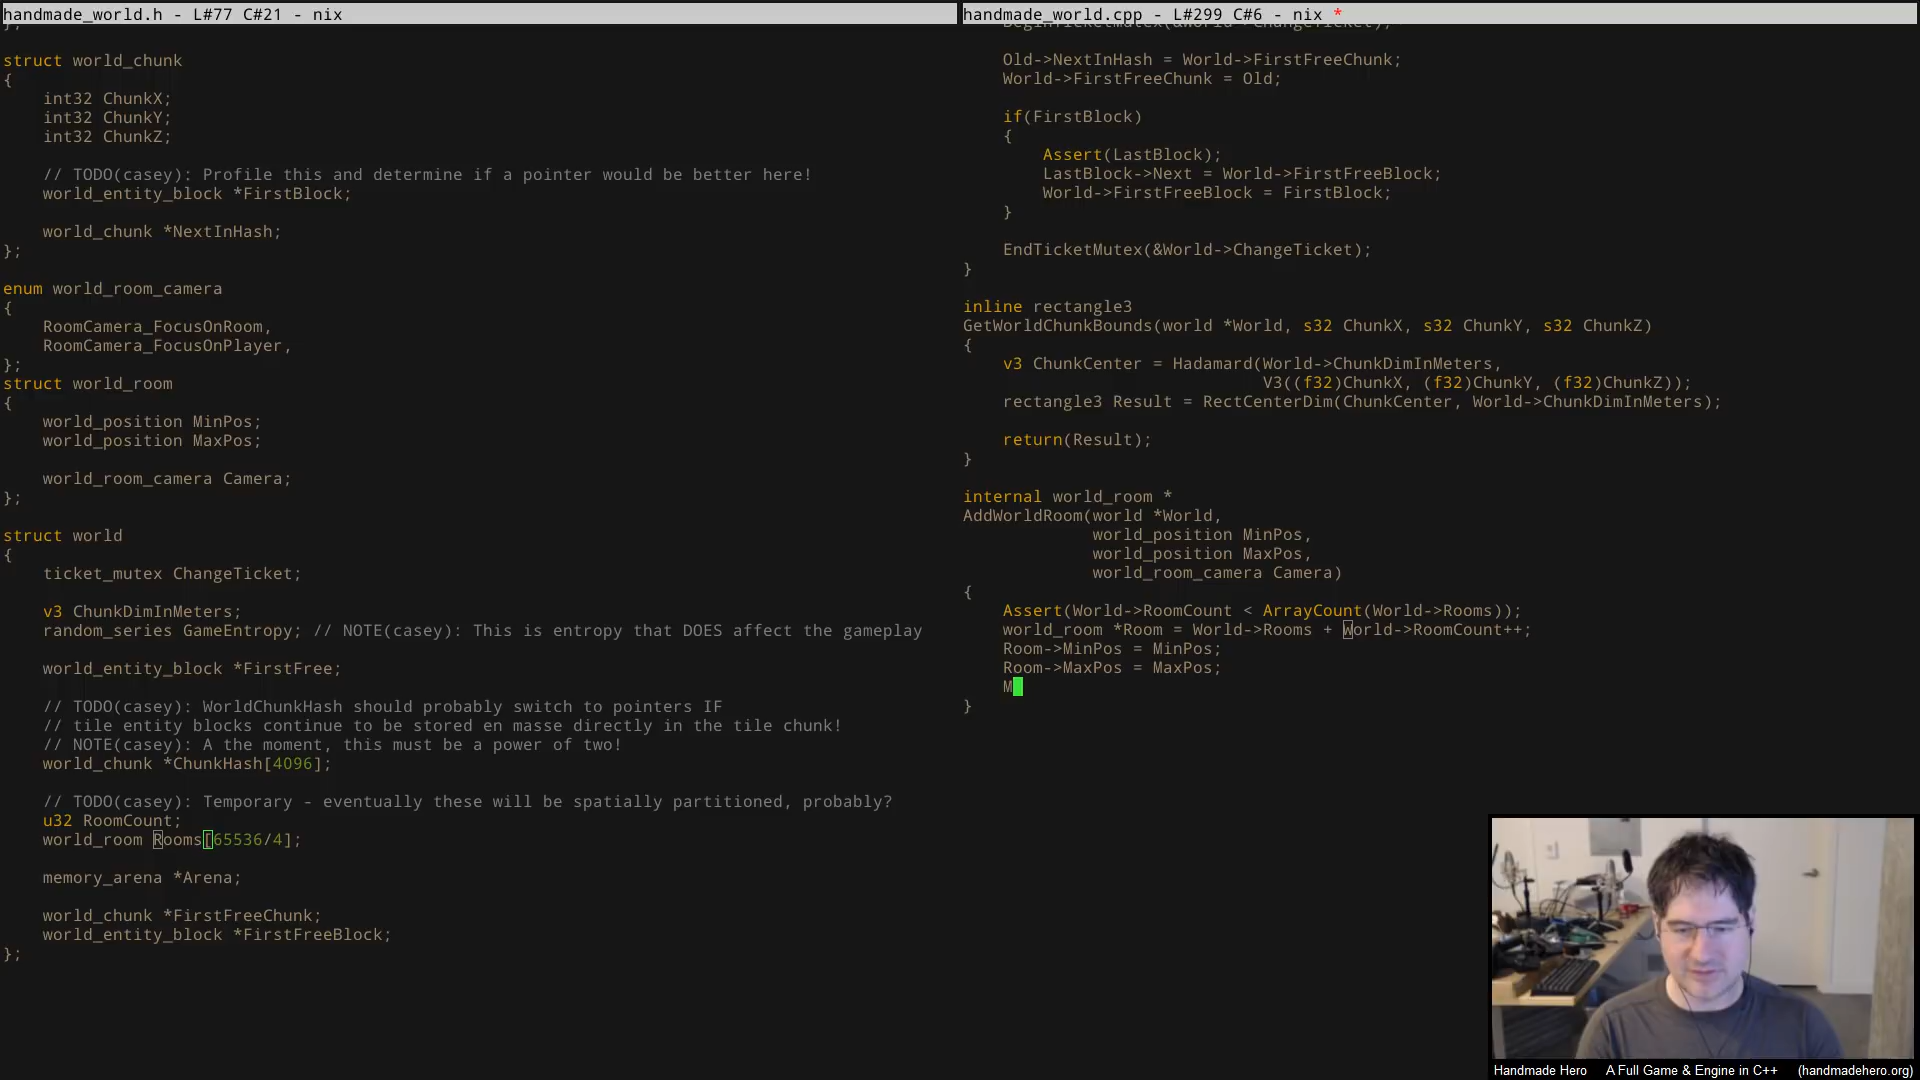 handmade_world.h - L#77 C#21 - nix
};
struct world_chunk
{
    int32 ChunkX;
    int32 ChunkY;
    int32 ChunkZ;
    // TODO(casey): Profile this and determine if a pointer would be better here!
    world_entity_block *FirstBlock;
    world_chunk *NextInHash;
};
enum world_room_camera
{
    RoomCamera_FocusOnRoom,
    RoomCamera_FocusOnPlayer,
};
struct world_room
{
    world_position MinPos;
    world_position MaxPos;
    world_room_camera Camera;
};
struct world
{
    ticket_mutex ChangeTicket;
    v3 ChunkDimInMeters;
    random_series GameEntropy; // NOTE(casey): This is entropy that DOES affect the gameplay
    world_entity_block *FirstFree;
    // TODO(casey): WorldChunkHash should probably switch to pointers IF
    // tile entity blocks continue to be stored en masse directly in the tile chunk!
    // NOTE(casey): A the moment, this must be a power of two!
    world_chunk *ChunkHash[4096];
    // TODO(casey): Temporary - eventually these will be spatially partitioned, probably?
    u32 RoomCount;
    world_room Rooms[65536/4];
    memory_arena *Arena;
    world_chunk *FirstFreeChunk;
    world_entity_block *FirstFreeBlock;
};
handmade_world.cpp - L#299 C#6 - nix *
    BeginTicketMutex(&World->ChangeTicket);
    Old->NextInHash = World->FirstFreeChunk;
    World->FirstFreeChunk = Old;
    if(FirstBlock)
    {
        Assert(LastBlock);
        LastBlock->Next = World->FirstFreeBlock;
        World->FirstFreeBlock = FirstBlock;
    }
    EndTicketMutex(&World->ChangeTicket);
}
inline rectangle3
GetWorldChunkBounds(world *World, s32 ChunkX, s32 ChunkY, s32 ChunkZ)
{
    v3 ChunkCenter = Hadamard(World->ChunkDimInMeters,
                              V3((f32)ChunkX, (f32)ChunkY, (f32)ChunkZ));
    rectangle3 Result = RectCenterDim(ChunkCenter, World->ChunkDimInMeters);
    return(Result);
}
internal world_room *
AddWorldRoom(world *World,
             world_position MinPos,
             world_position MaxPos,
             world_room_camera Camera)
{
    Assert(World->RoomCount < ArrayCount(World->Rooms));
    world_room *Room = World->Rooms + World->RoomCount++;
    Room->MinPos = MinPos;
    Room->MaxPos = MaxPos;
    M
}
Handmade Hero A Full Game & Engine in C++ (handmadehero.org)